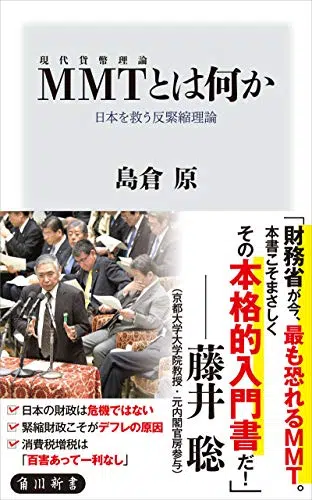 現代貨幣理論
MMTとは何か
日本を救う反緊縮理論
島倉 原
「財務省が今、最も恐れるMMT。
本書こそまさしく
その本格的入門書だ!」
──藤井 聡
(京都大学大学院教授・元内閣官房参与)
日本の財政は危機ではない
緊縮財政こそがデフレの原因
消費税増税は
「百害あって一利なし」
角川新書